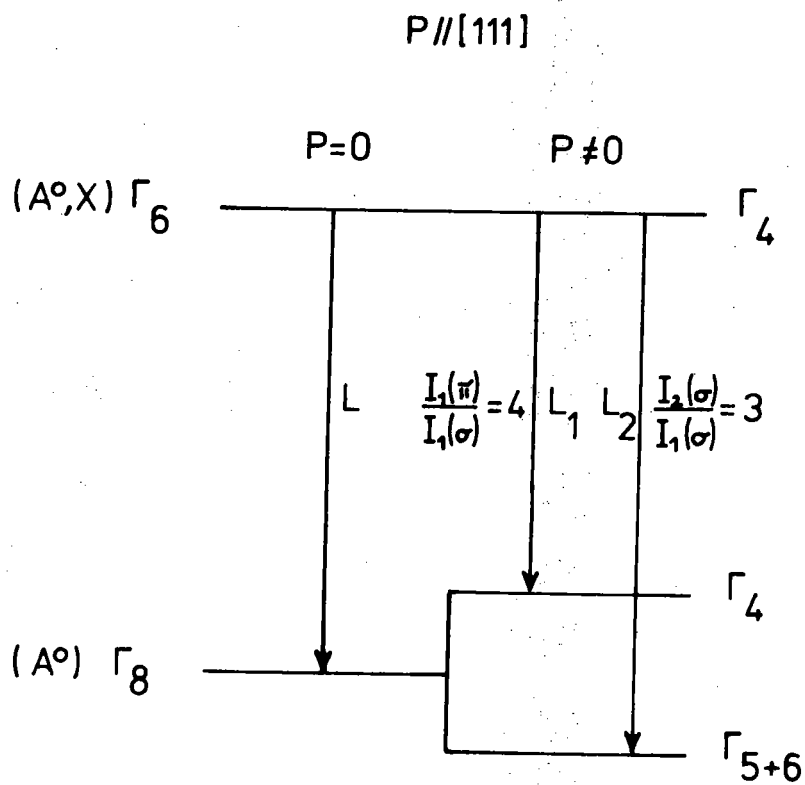 P//[111]
P=0 P≠0
(A°,X) Γ6 Γ4
L I1(π)/I1(σ)=4 L1 L2 I2(σ)/I1(σ)=3
Γ4
(A°) Γ8
Γ5+6